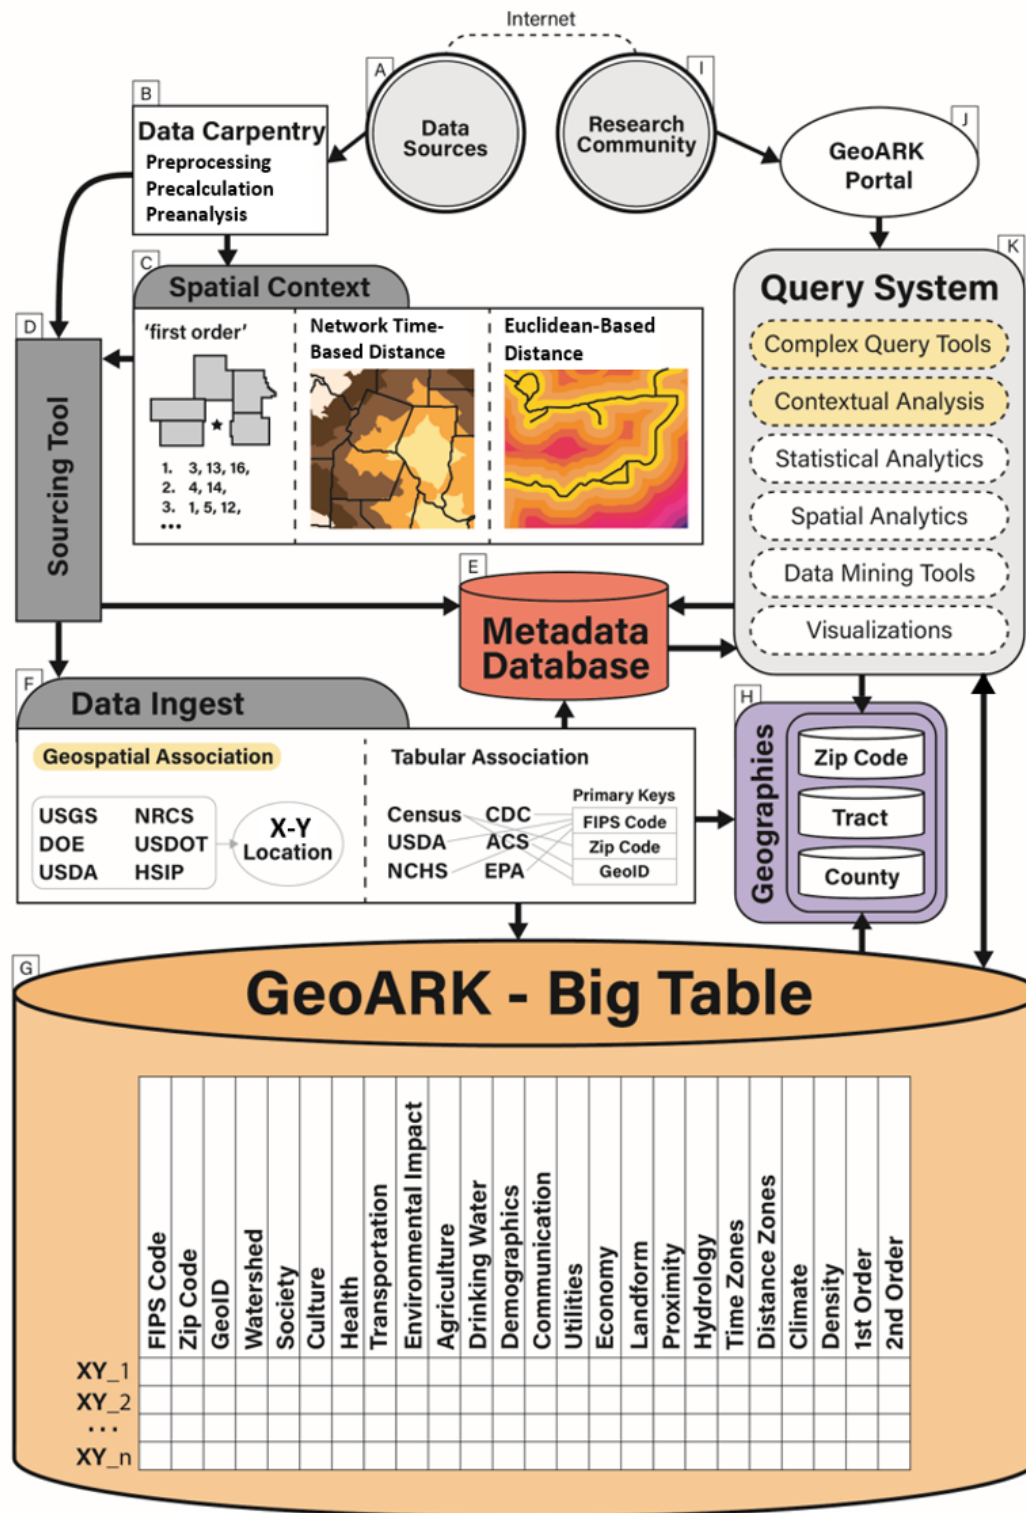 Internet
A
Data
Sources
I
Research
Community
J
GeoARK
Portal
B
Data Carpentry
Preprocessing
Precalculation
Preanalysis
C
Spatial Context
'first order'
1. 3, 13, 16,
2. 4, 14,
3. 1, 5, 12,
...
Network Time-
Based Distance
Euclidean-Based
Distance
D
Sourcing Tool
K
Query System
Complex Query Tools
Contextual Analysis
Statistical Analytics
Spatial Analytics
Data Mining Tools
Visualizations
E
Metadata
Database
F
Data Ingest
Geospatial Association
USGS NRCS
DOE USDOT
USDA HSIP
X-Y
Location
Tabular Association
Census CDC
USDA ACS
NCHS EPA
Primary Keys
FIPS Code
Zip Code
GeoID
H
Geographies
Zip Code
Tract
County
G
GeoARK - Big Table
FIPS Code
Zip Code
GeoID
Watershed
Society
Culture
Health
Transportation
Environmental Impact
Agriculture
Drinking Water
Demographics
Communication
Utilities
Economy
Landform
Proximity
Hydrology
Time Zones
Distance Zones
Climate
Density
1st Order
2nd Order
XY_1
XY_2
...
XY_n